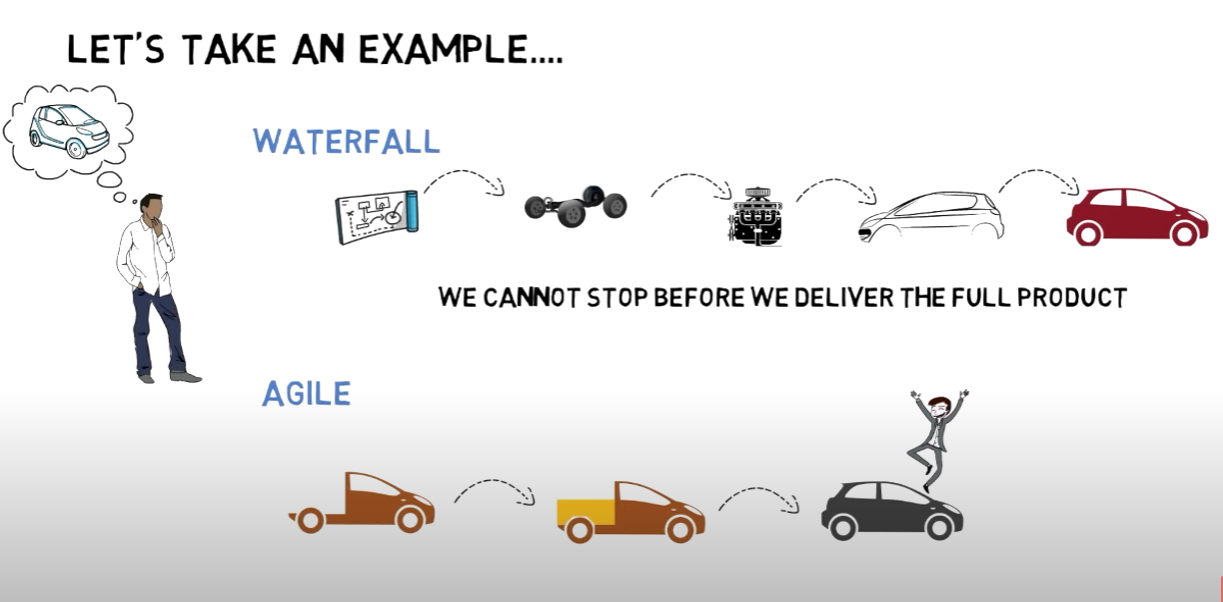 LET'S TAKE AN EXAMPLE....
WATERFALL
WE CANNOT STOP BEFORE WE DELIVER THE FULL PRODUCT
AGILE